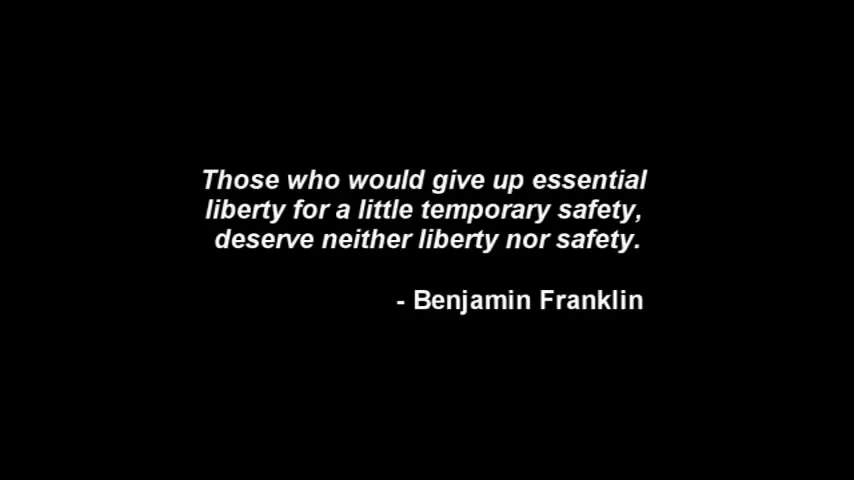 Those who would give up essential
liberty for a little temporary safety,
deserve neither liberty nor safety.
- Benjamin Franklin